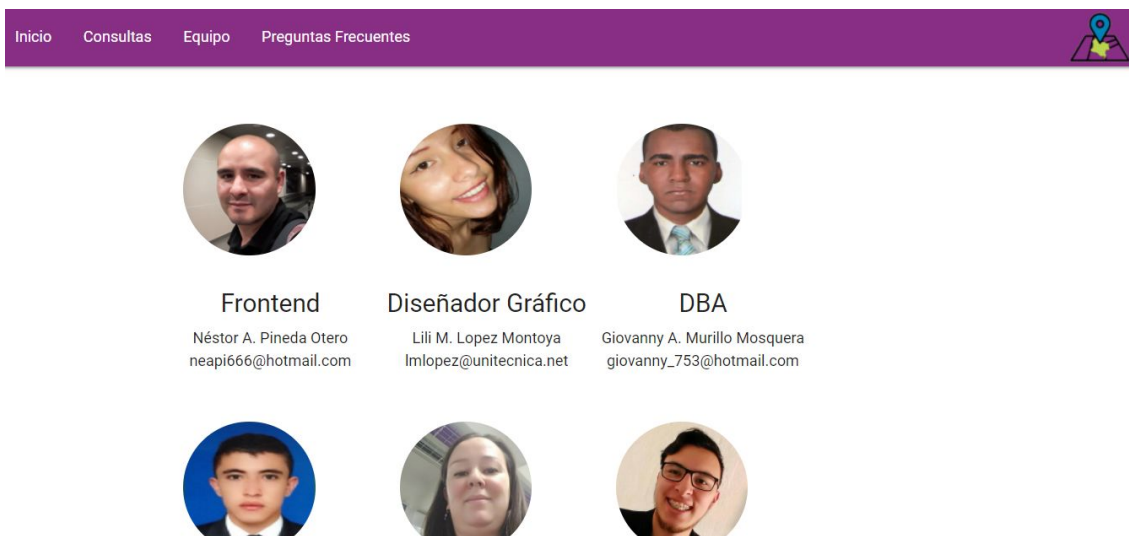 Inicio Consultas Equipo Preguntas Frecuentes
Frontend Diseñador Gráfico DBA
Néstor A. Pineda Otero Lili M. Lopez Montoya Giovanny A. Murillo Mosquera
neapi666@hotmail.com lmlopez@unitecnica.net giovanny_753@hotmail.com